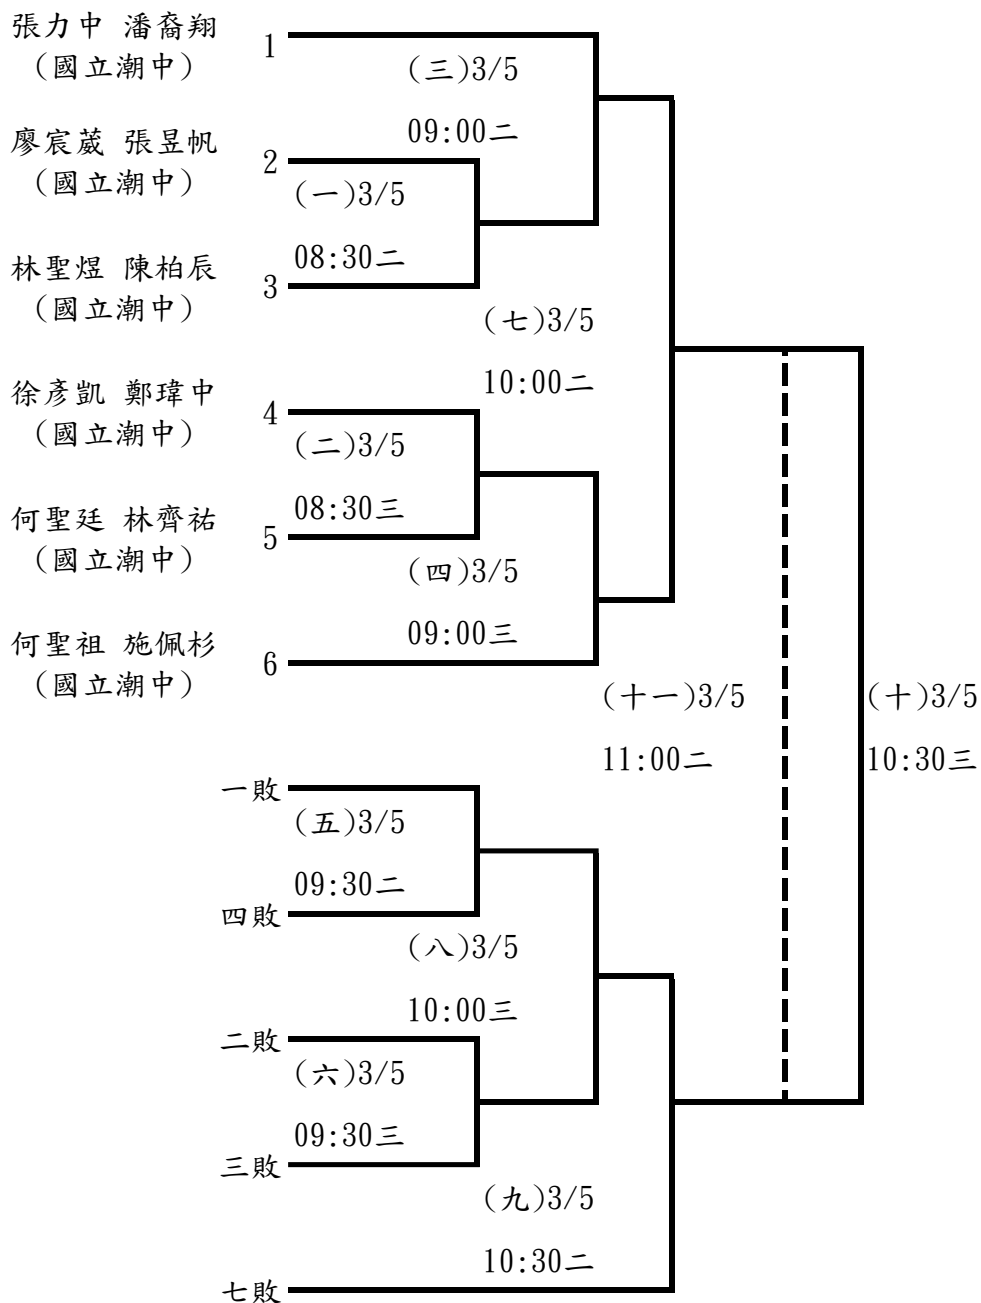 張力中 潘裔翔
1
(國立潮中)
(三)3/5
09:00二
廖宸葳 張昱帆
2
(國立潮中)
(一)3/5
08:30二
林聖煜 陳柏辰
3
(國立潮中)
(七)3/5
10:00二
徐彥凱 鄭瑋中
4
(國立潮中)
(二)3/5
08:30三
何聖廷 林齊祐
5
(國立潮中)
(四)3/5
09:00三
何聖祖 施佩杉
6
(國立潮中)
(十一)3/5
(十)3/5
11:00二
10:30三
一敗
(五)3/5
09:30二
四敗
(八)3/5
10:00三
二敗
(六)3/5
09:30三
三敗
(九)3/5
10:30二
七敗